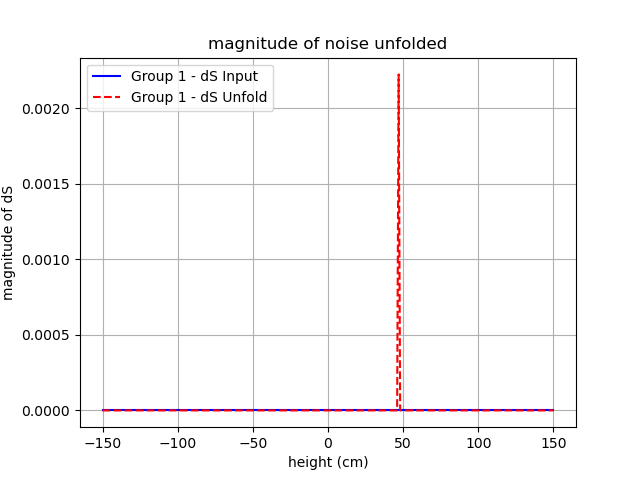 magnitude of noise unfolded
Group 1 - dS Input
Group 1 - dS Unfold
magnitude of dS
0.0020
0.0015
0.0010
0.0005
0.0000
−150
−100
−50
0
50
100
150
height (cm)